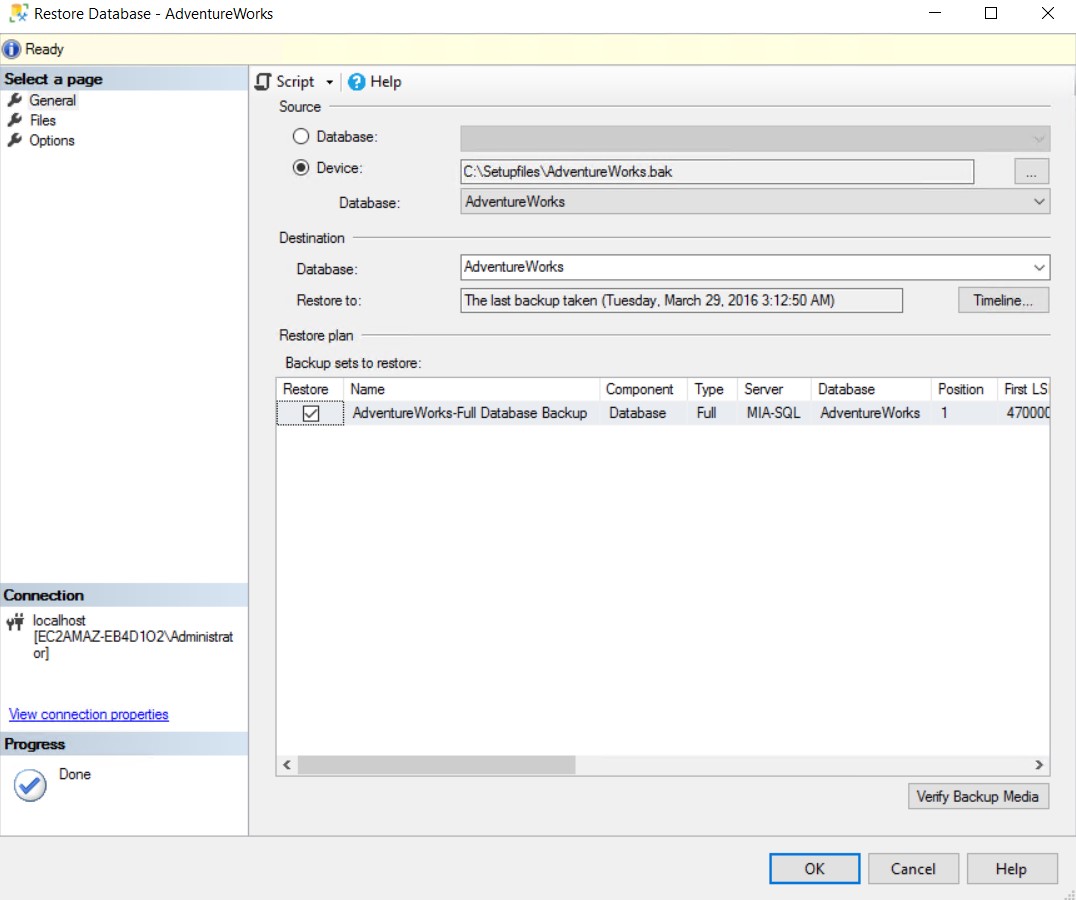 Restore Database - AdventureWorks
Ready
Select a page
General
Files
Options
Script
Help
Source
Database:
Device:
C:\Setupfiles\AdventureWorks.bak
...
Database:
AdventureWorks
Destination
Database:
AdventureWorks
Restore to:
The last backup taken (Tuesday, March 29, 2016 3:12:50 AM)
Timeline...
Restore plan
Backup sets to restore:
Restore Name Component Type Server Database Position First LS
AdventureWorks-Full Database Backup Database Full MIA-SQL AdventureWorks 1 47000
Connection
localhost
[EC2AMAZ-EB4D1O2\Administrat
or]
View connection properties
Progress
Done
Verify Backup Media
OK Cancel Help